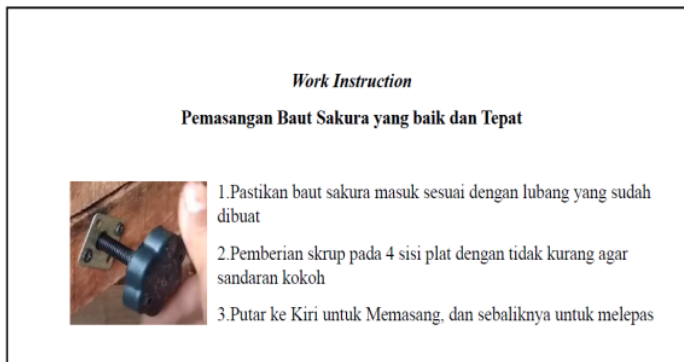 Work Instruction
Pemasangan Baut Sakura yang baik dan Tepat
1.Pastikan baut sakura masuk sesuai dengan lubang yang sudah
dibuat
2.Pemberian skrup pada 4 sisi plat dengan tidak kurang agar
sandaran kokoh
3.Putar ke Kiri untuk Memasang, dan sebaliknya untuk melepas